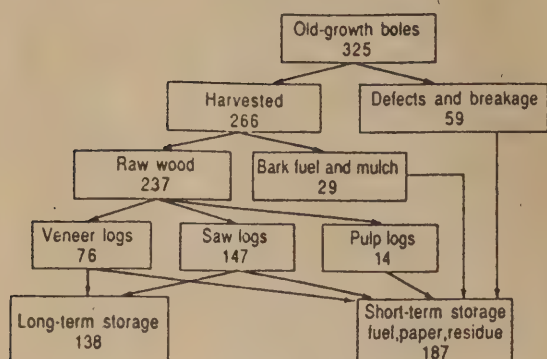 Old-growth boles
325
Harvested
266
Defects and breakage
59
Raw wood
237
Bark fuel and mulch
29
Veneer logs
76
Saw logs
147
Pulp logs
14
Long-term storage
138
Short-term storage
fuel,paper,residue
187